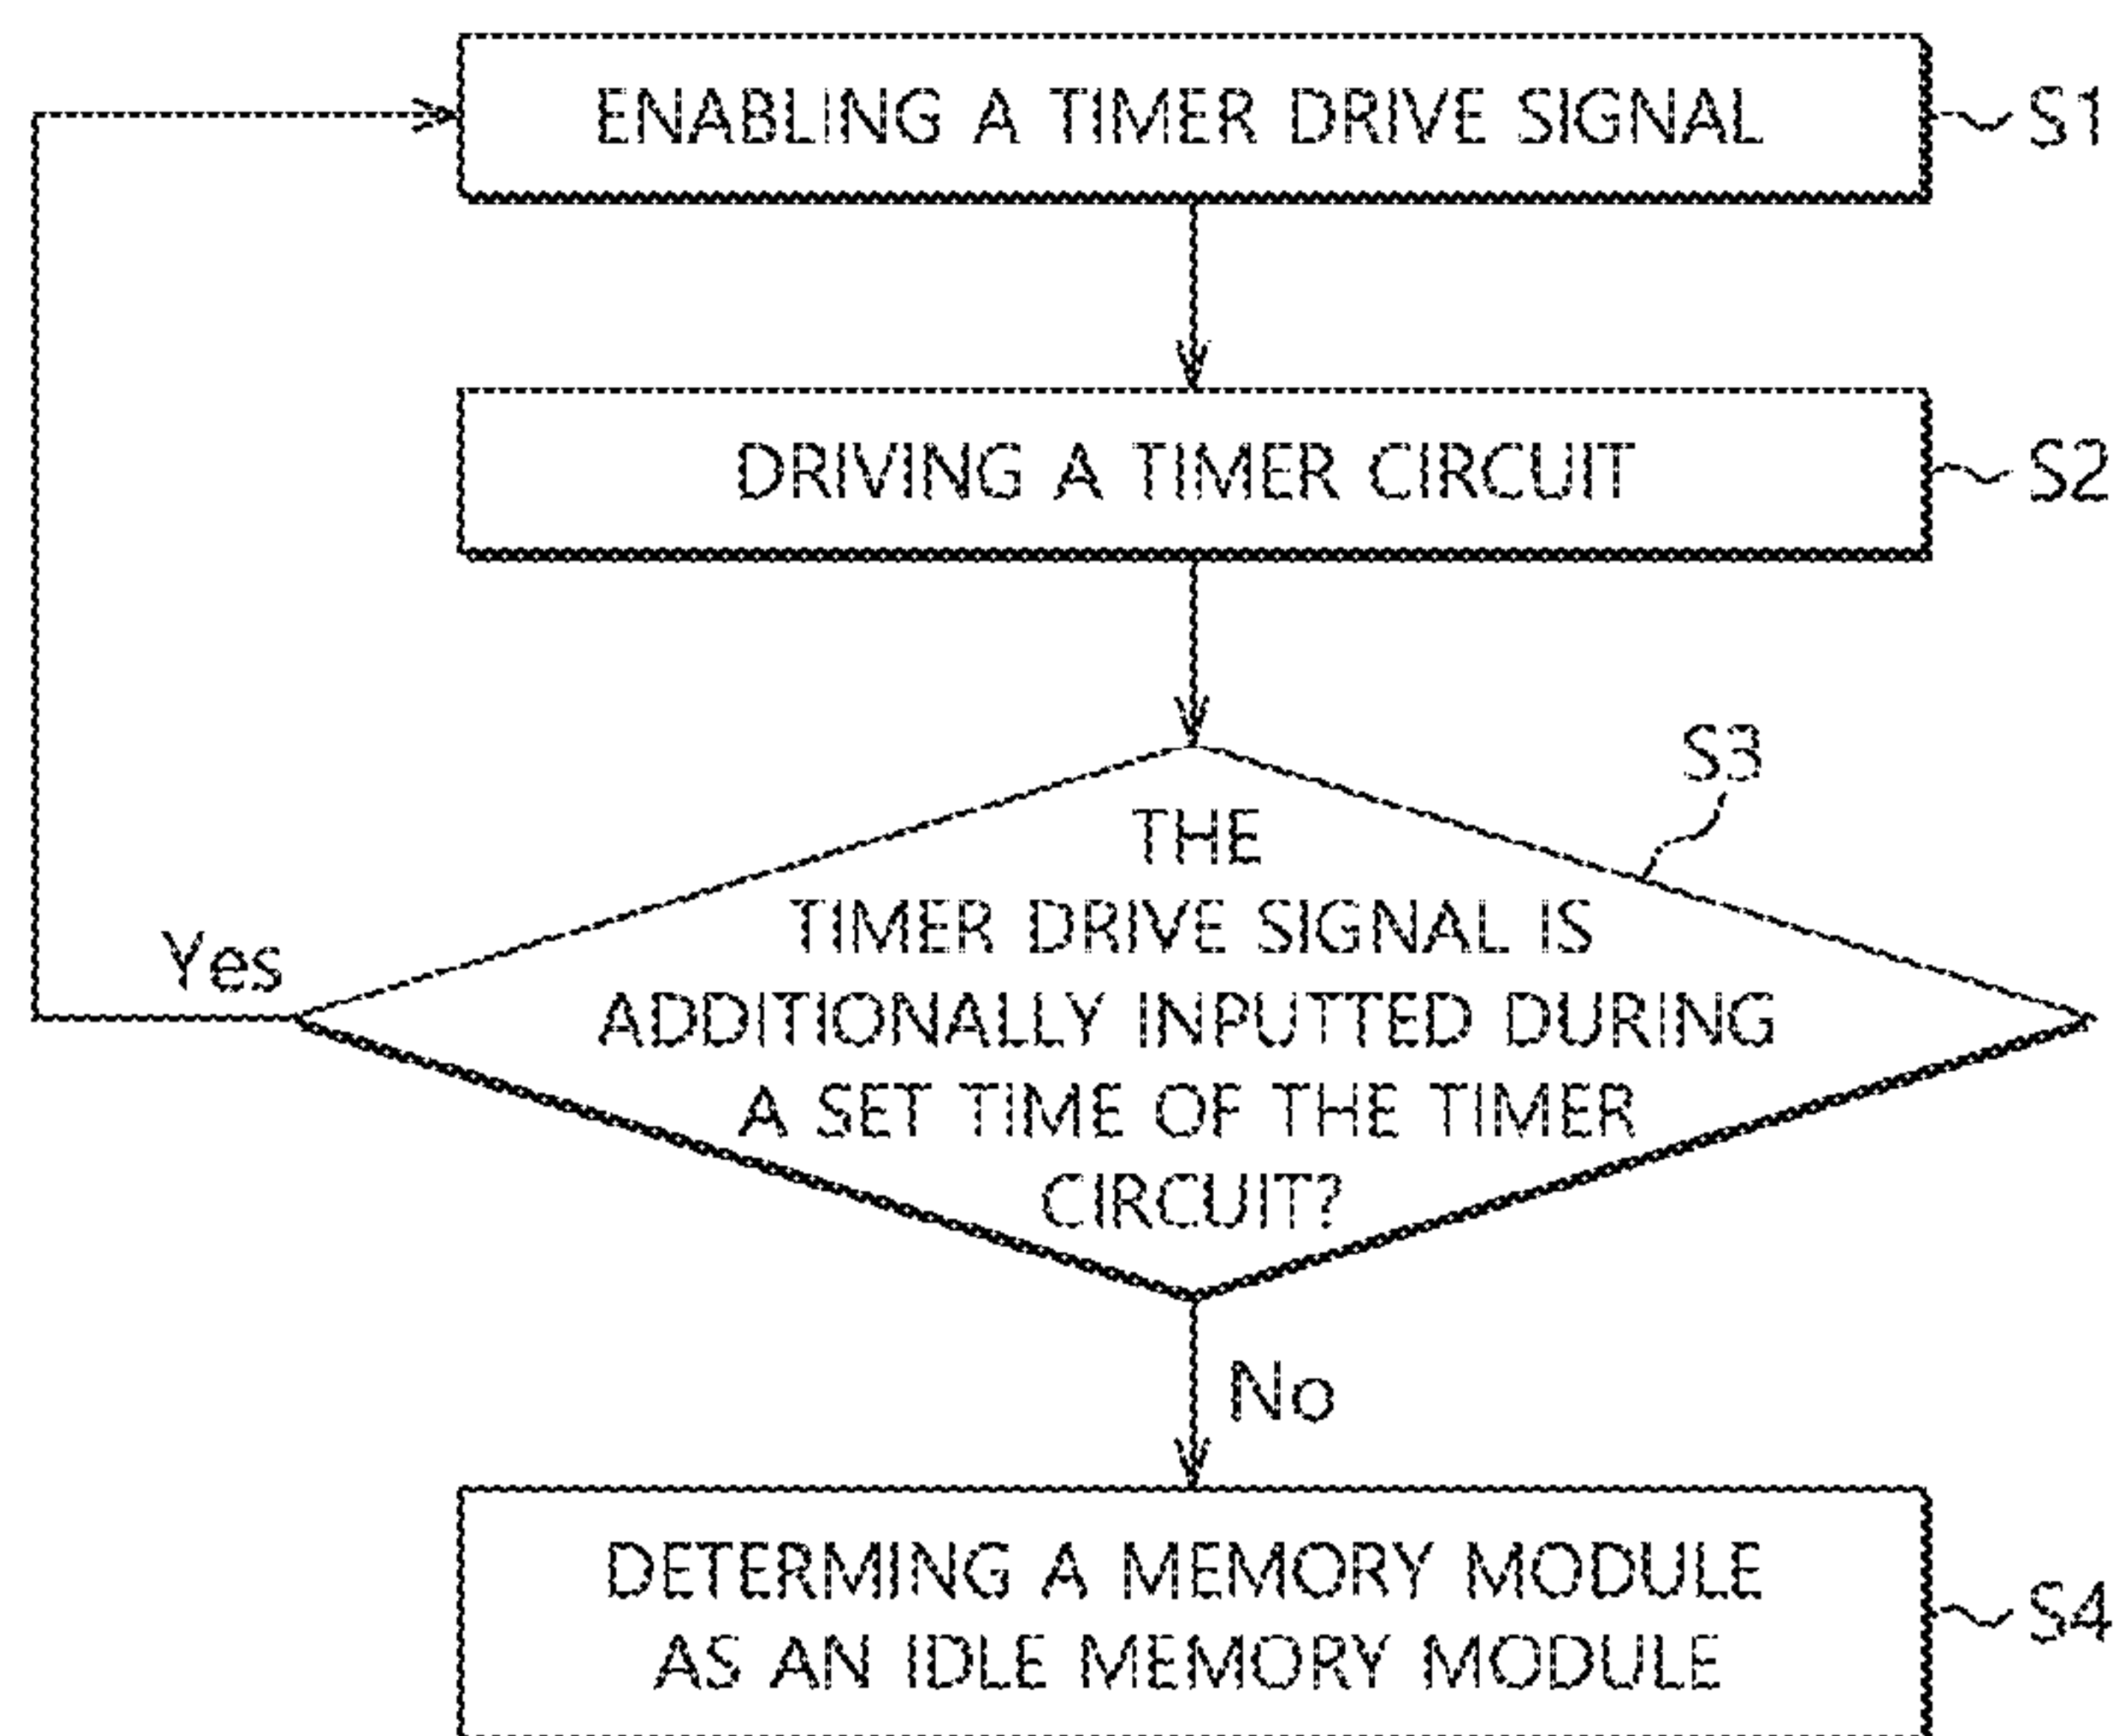 ENABLING A TIMER DRIVE SIGNAL
S1
DRIVING A TIMER CIRCUIT
S2
S3
THE
TIMER DRIVE SIGNAL IS
ADDITIONALLY INPUTTED DURING
A SET TIME OF THE TIMER
CIRCUIT?
Yes
No
DETERMING A MEMORY MODULE
AS AN IDLE MEMORY MODULE
S4